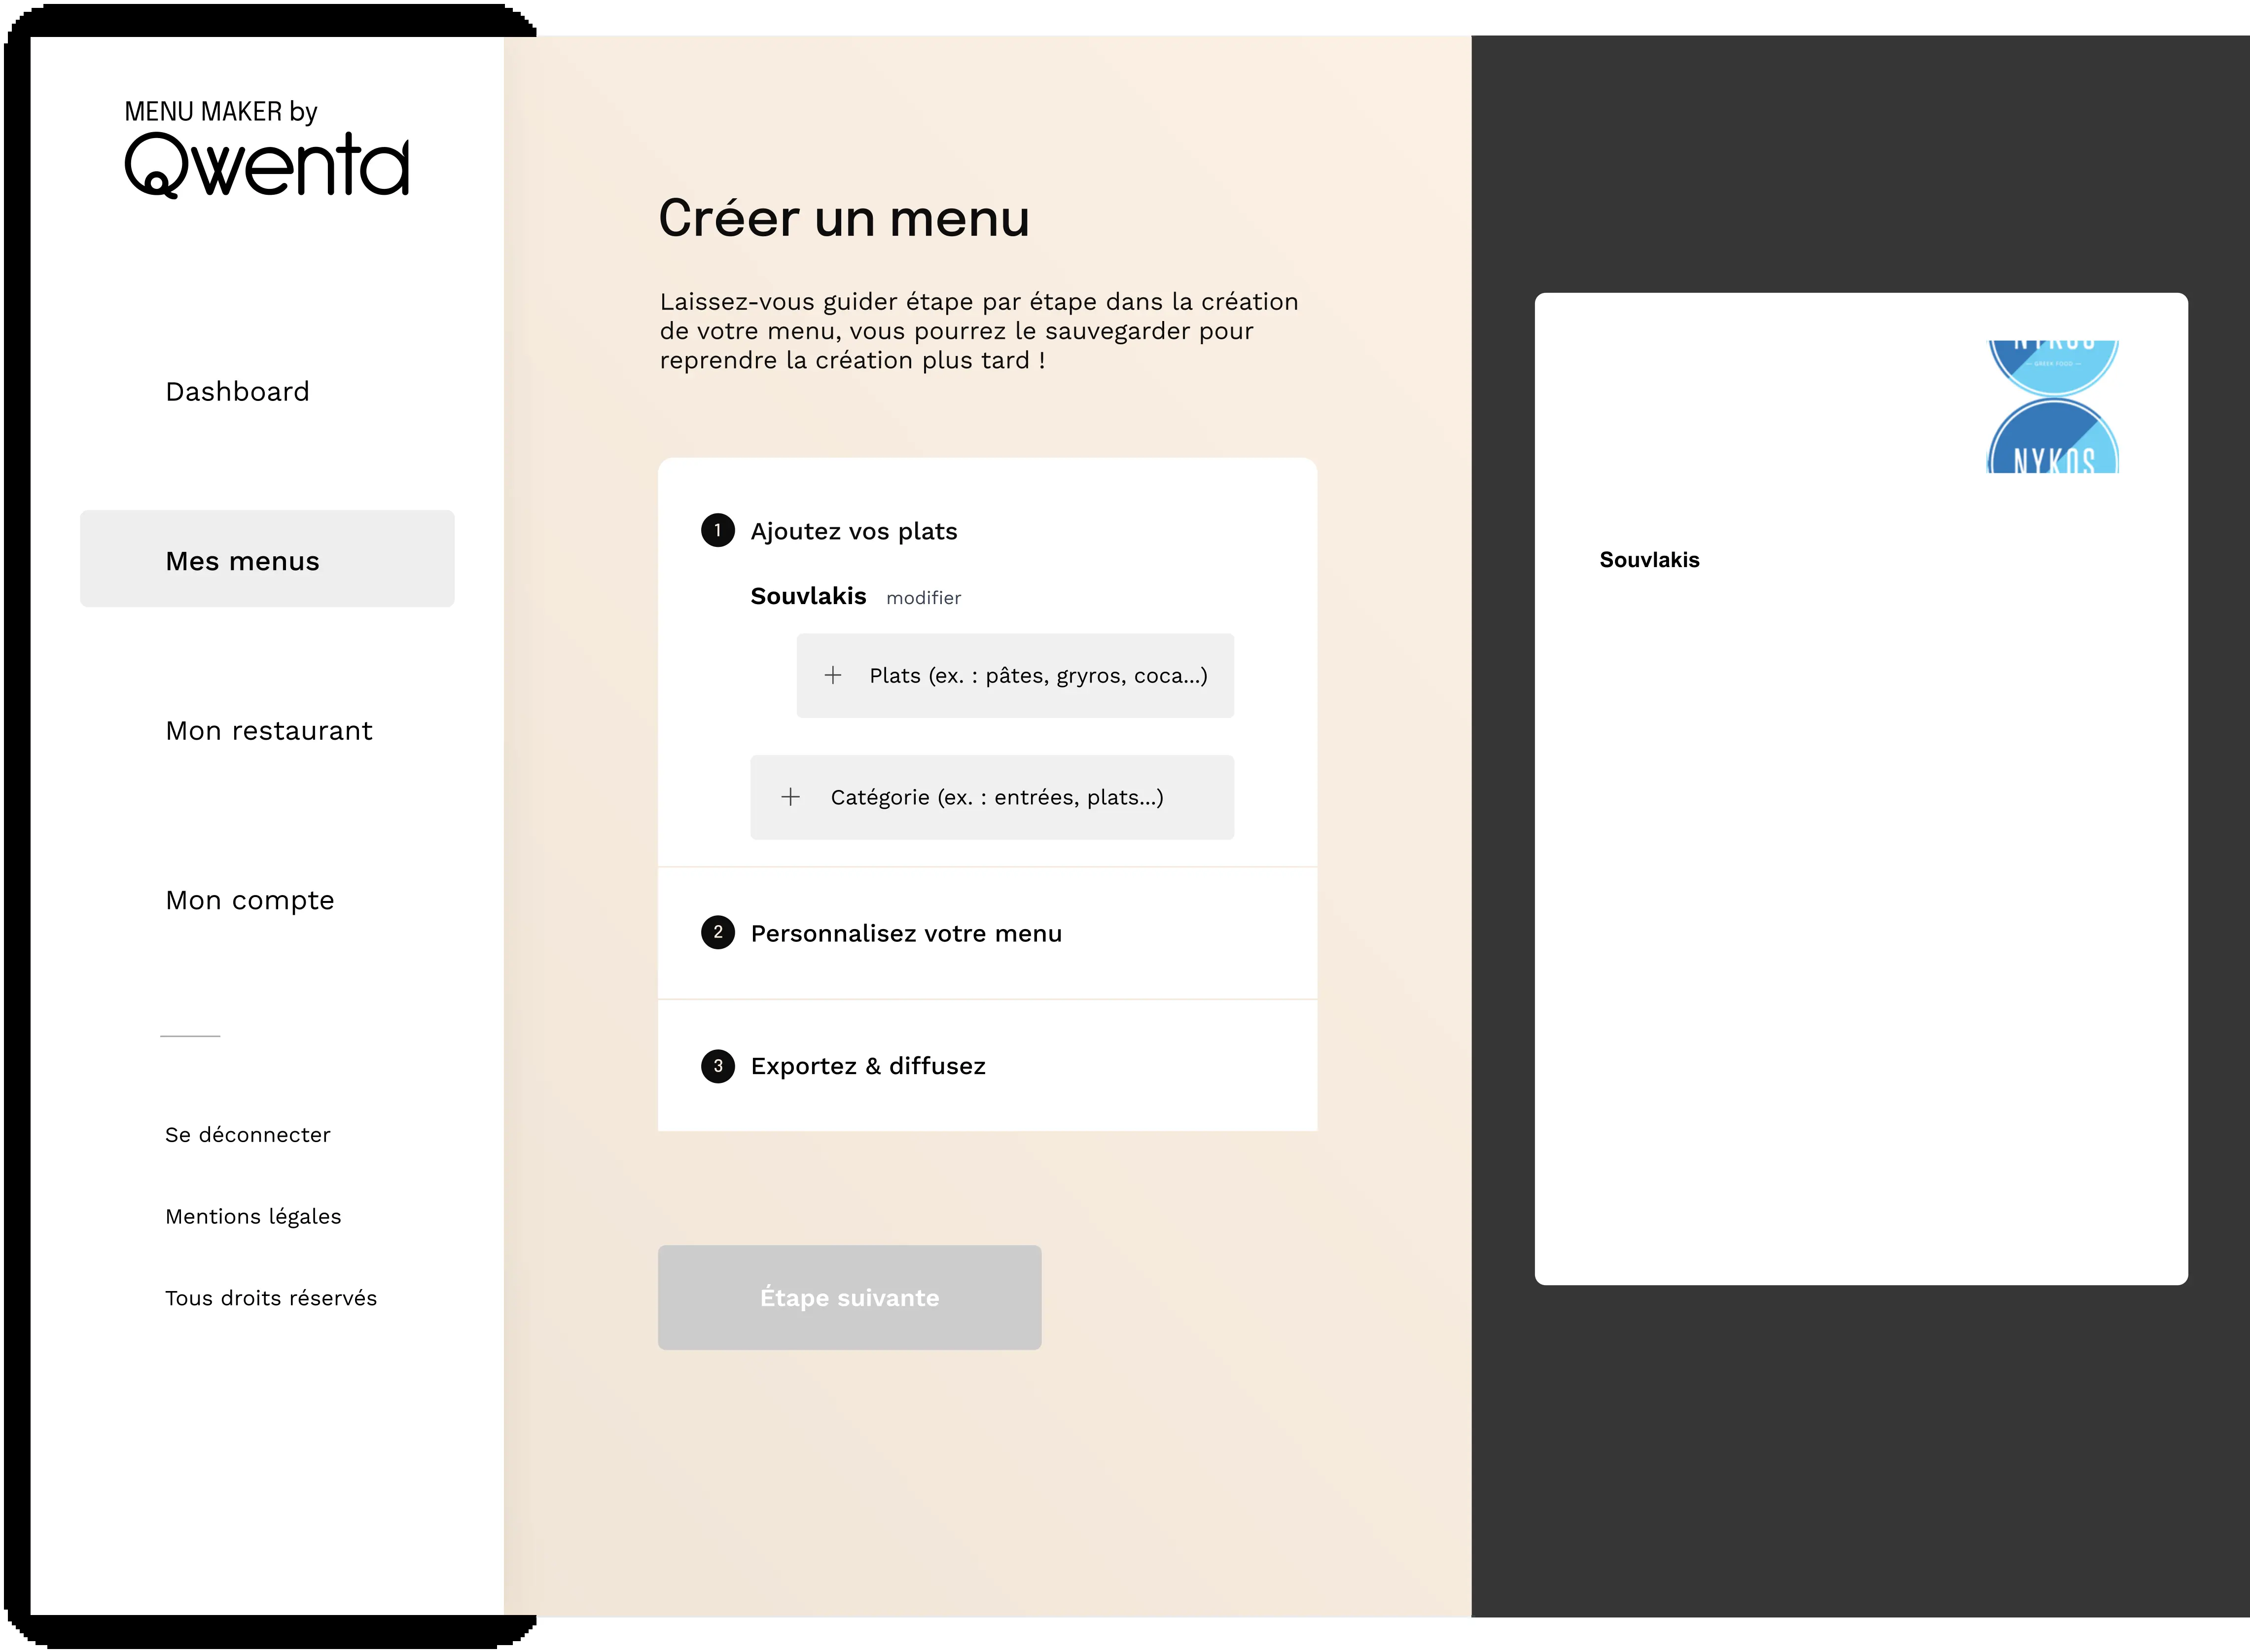 MENU MAKER by
Qwenta
Dashboard
Mes menus
Mon restaurant
Mon compte
Se déconnecter
Mentions légales
Tous droits réservés
Créer un menu
Laissez-vous guider étape par étape dans la création
de votre menu, vous pourrez le sauvegarder pour
reprendre la création plus tard !
1 Ajoutez vos plats
Souvlakis modifier
+ Plats (ex. : pâtes, gryros, coca...)
+ Catégorie (ex. : entrées, plats...)
2 Personnalisez votre menu
3 Exportez & diffusez
Étape suivante
NYKOS
— GREEK FOOD —
NYKOS
Souvlakis